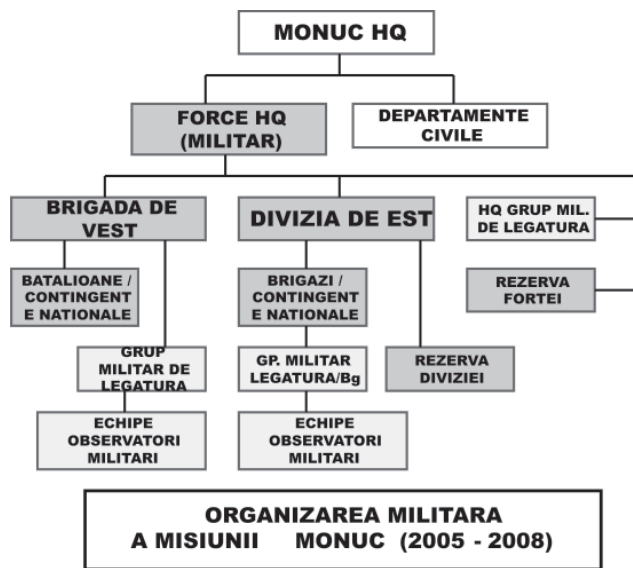 MONUC HQ
FORCE HQ
(MILITAR)
DEPARTAMENTE
CIVILE
BRIGADA DE
VEST
DIVIZIA DE EST
HQ GRUP MIL.
DE LEGATURA
BATALIOANE /
CONTINGENT
E NATIONALE
BRIGAZI /
CONTINGENT
E NATIONALE
REZERVA
FORTEI
GRUP
MILITAR DE
LEGATURA
GP. MILITAR
LEGATURA/Bg
REZERVA
DIVIZIEI
ECHIPE
OBSERVATORI
MILITARI
ECHIPE
OBSERVATORI
MILITARI
ORGANIZAREA MILITARA
A MISIUNII MONUC (2005 - 2008)